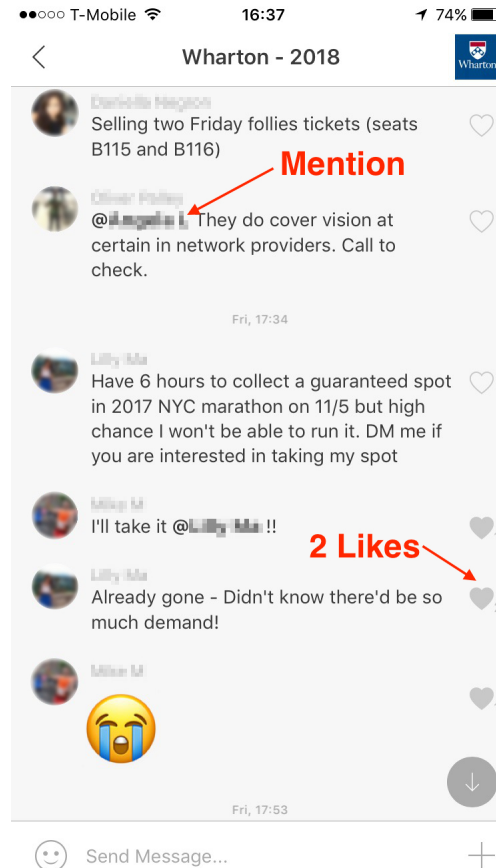 T-Mobile 16:37 74%
Wharton - 2018
Wharton
Selling two Friday follies tickets (seats
B115 and B116)
Mention
@ They do cover vision at
certain in network providers. Call to
check.
Fri, 17:34
Have 6 hours to collect a guaranteed spot
in 2017 NYC marathon on 11/5 but high
chance I won't be able to run it. DM me if
you are interested in taking my spot
I'll take it @ !!
2 Likes
Already gone - Didn't know there'd be so
much demand!
Fri, 17:53
Send Message...